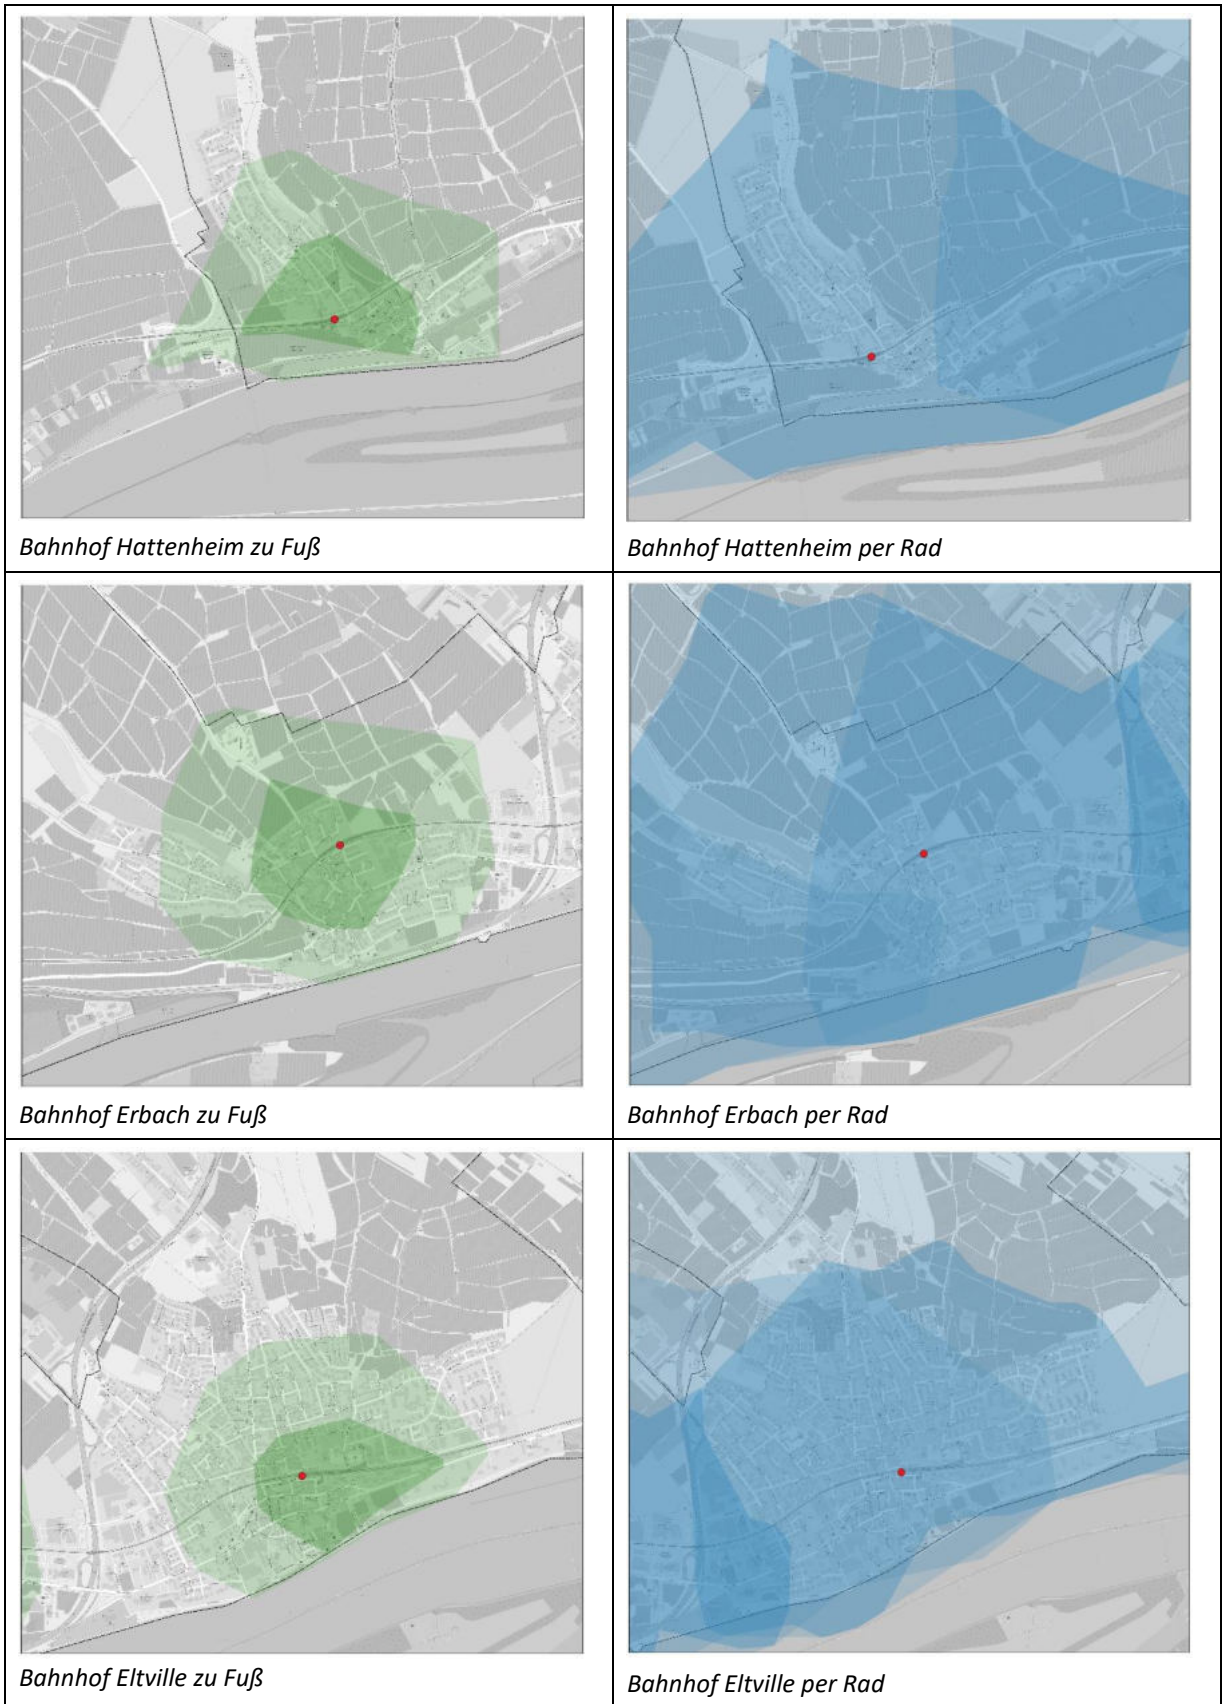 Bahnhof Hattenheim zu Fuß
Bahnhof Hattenheim per Rad
Bahnhof Erbach zu Fuß
Bahnhof Erbach per Rad
Bahnhof Eltville zu Fuß
Bahnhof Eltville per Rad